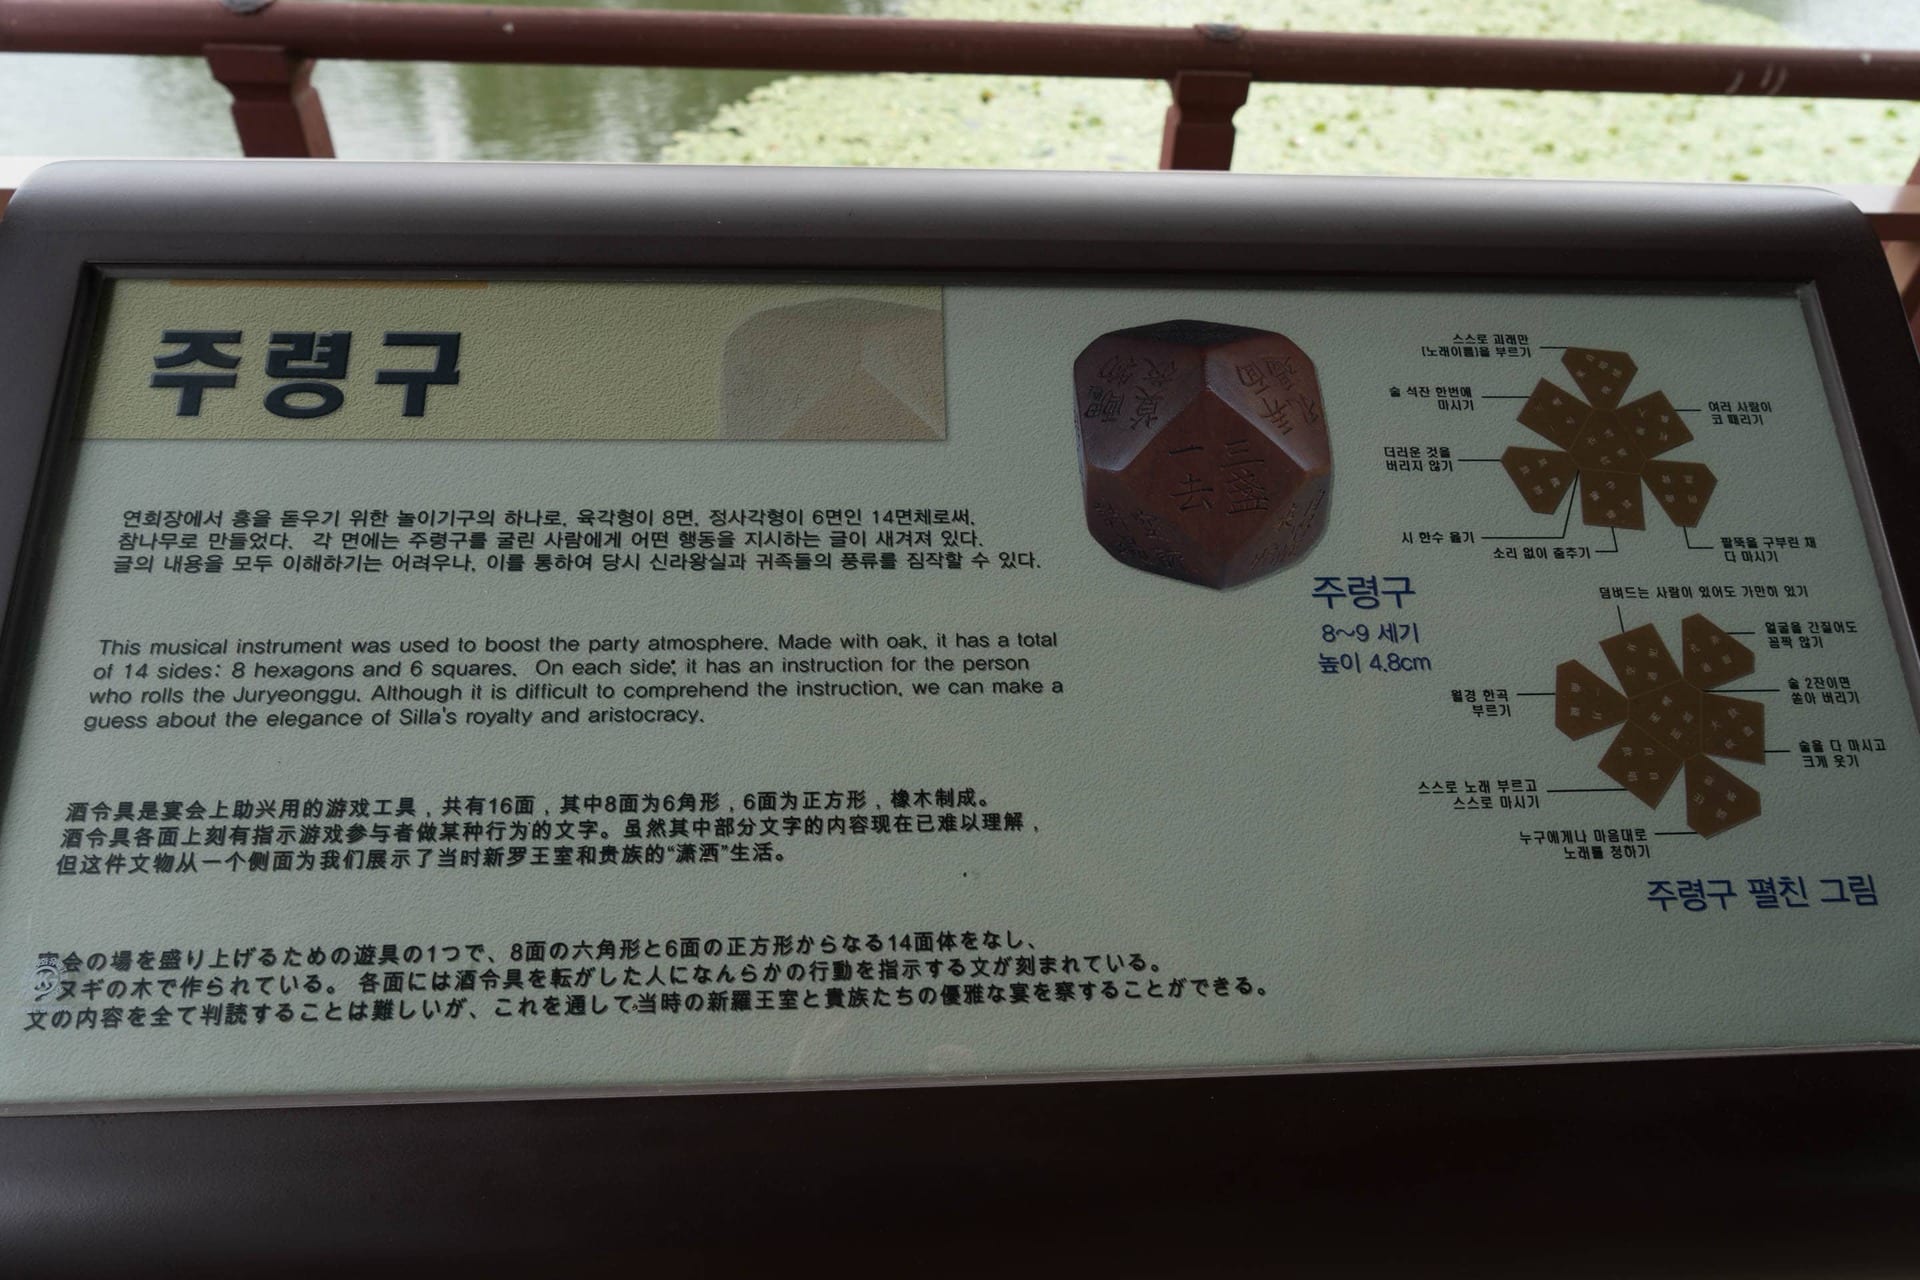 주령구
연회장에서 흥을 돋우기 위한 놀이기구의 하나로, 육각형이 8면, 정사각형이 6면인 14면체로써,
참나무로 만들었다. 각 면에는 주령구를 굴린 사람에게 어떤 행동을 지시하는 글이 새겨져 있다.
글의 내용을 모두 이해하기는 어려우나, 이를 통하여 당시 신라왕실과 귀족들의 풍류를 짐작할 수 있다.
This musical instrument was used to boost the party atmosphere. Made with oak, it has a total
of 14 sides: 8 hexagons and 6 squares. On each side, it has an instruction for the person
who rolls the Juryeonggu. Although it is difficult to comprehend the instruction, we can make a
guess about the elegance of Silla's royalty and aristocracy.
酒令具是宴会上助兴用的游戏工具，共有16面，其中8面为6角形，6面为正方形，橡木制成。
酒令具各面上刻有指示游戏参与者做某种行为的文字。虽然其中部分文字的内容现在已难以理解，
但这件文物从一个侧面为我们展示了当时新罗王室和贵族的“潇洒”生活。
会の場を盛り上げるための遊具の1つで、8面の六角形と6面の正方形からなる14面体をなし、
ヌギの木で作られている。 各面には酒令具を転がした人になんらかの行動を指示する文が刻まれている。
文の内容を全て判読することは難しいが、これを通して当時の新羅王室と貴族たちの優雅な宴を察することができる。
一去
三盞
주령구
8~9 세기
높이 4.8cm
스스로 괴래만
(노래이름)을 부르기
술 석잔 한번에
마시기
여러 사람이
코 때리기
더러운 것을
버리지 않기
시 한수 읊기
소리 없이 춤추기
팔뚝을 구부린 채
다 마시기
덤벼드는 사람이 있어도 가만히 있기
얼굴을 간질어도
꼼짝 않기
월경 한곡
부르기
술 2잔이면
쏟아 버리기
술을 다 마시고
크게 웃기
스스로 노래 부르고
스스로 마시기
누구에게나 마음대로
노래를 청하기
주령구 펼친 그림